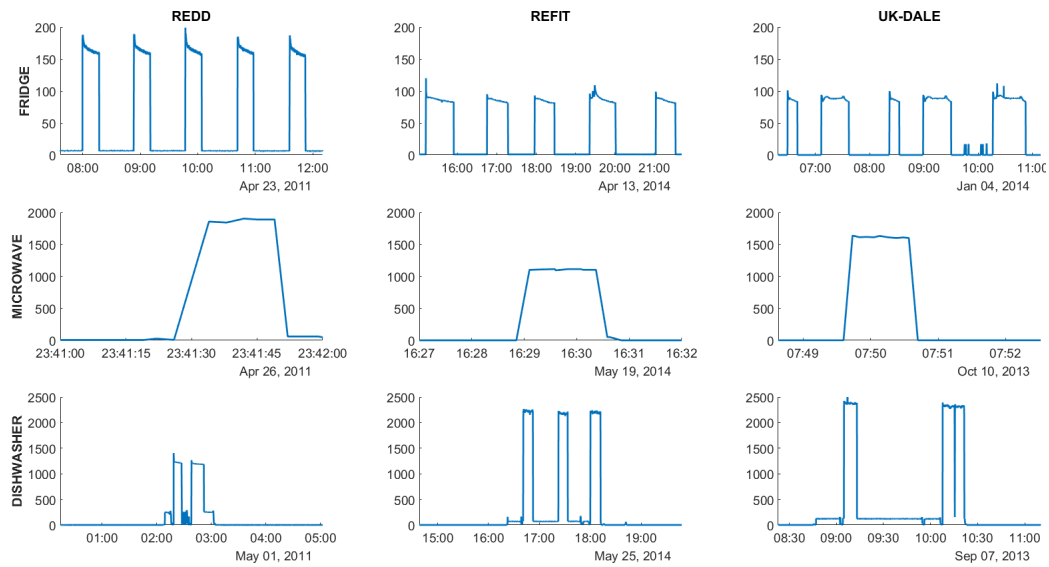 REDD REFIT UK-DALE
FRIDGE
200 200 200
150 150 150
100 100 100
50 50 50
0 0 0
08:00 09:00 10:00 11:00 12:00 16:00 17:00 18:00 19:00 20:00 21:00 07:00 08:00 09:00 10:00 11:00
Apr 23, 2011 Apr 13, 2014 Jan 04, 2014
MICROWAVE
2000 2000 2000
1500 1500 1500
1000 1000 1000
500 500 500
0 0 0
23:41:00 23:41:15 23:41:30 23:41:45 23:42:00 16:27 16:28 16:29 16:30 16:31 16:32 07:49 07:50 07:51 07:52
Apr 26, 2011 May 19, 2014 Oct 10, 2013
DISHWASHER
2500 2500 2500
2000 2000 2000
1500 1500 1500
1000 1000 1000
500 500 500
0 0 0
01:00 02:00 03:00 04:00 05:00 15:00 16:00 17:00 18:00 19:00 08:30 09:00 09:30 10:00 10:30 11:00
May 01, 2011 May 25, 2014 Sep 07, 2013